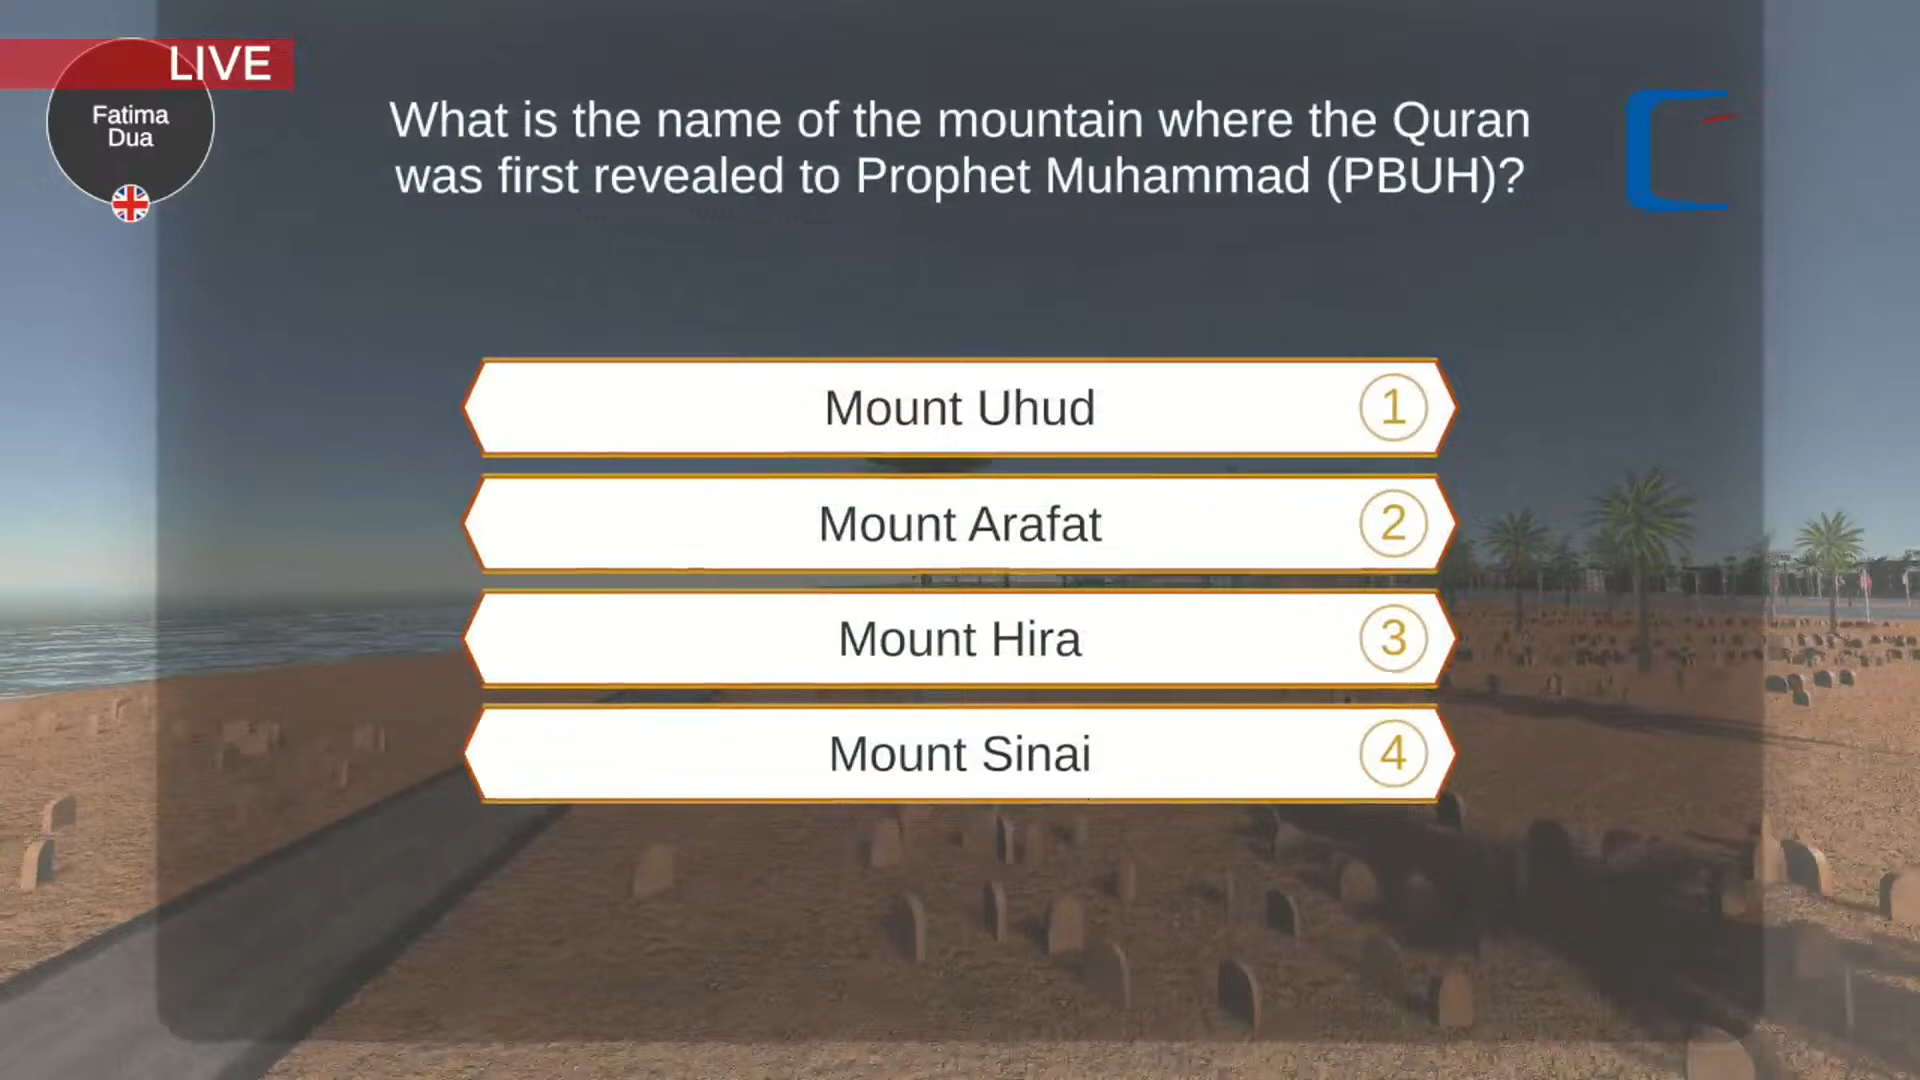 LIVE
Fatima
Dua
What is the name of the mountain where the Quran
was first revealed to Prophet Muhammad (PBUH)?
Mount Uhud 1
Mount Arafat 2
Mount Hira 3
Mount Sinai 4